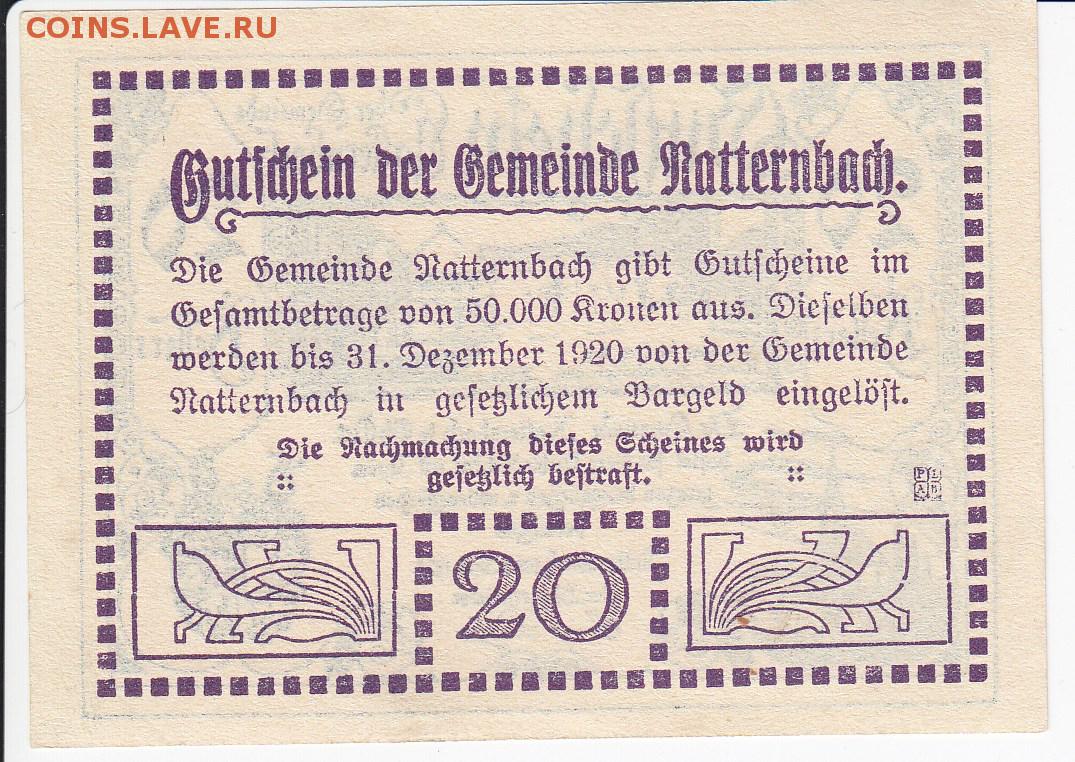 COINS.LAVE.RU
Gutschein der Gemeinde Natternbach.
Die Gemeinde Natternbach gibt Gutscheine im
Gesamtbetrage von 50.000 Kronen aus. Dieselben
werden bis 31. Dezember 1920 von der Gemeinde
Natternbach in gesetzlichem Bargeld eingelöst.
Die Nachmachung dieses Scheines wird
:: gesetzlich bestraft. ::
20